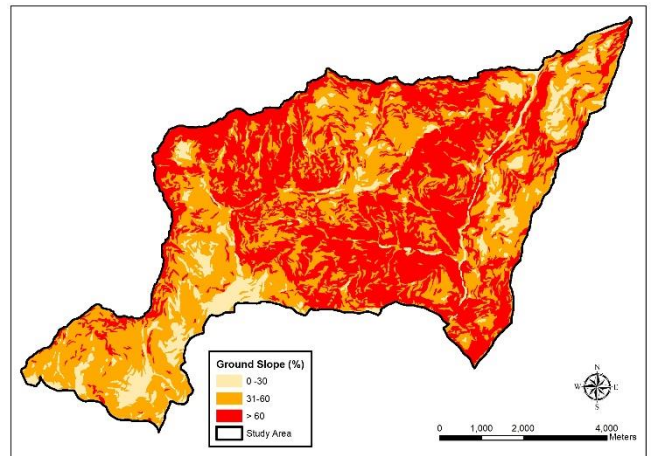 Ground Slope (%)
0 -30
31-60
> 60
Study Area
N
W E
S
0 1,000 2,000 4,000
Meters